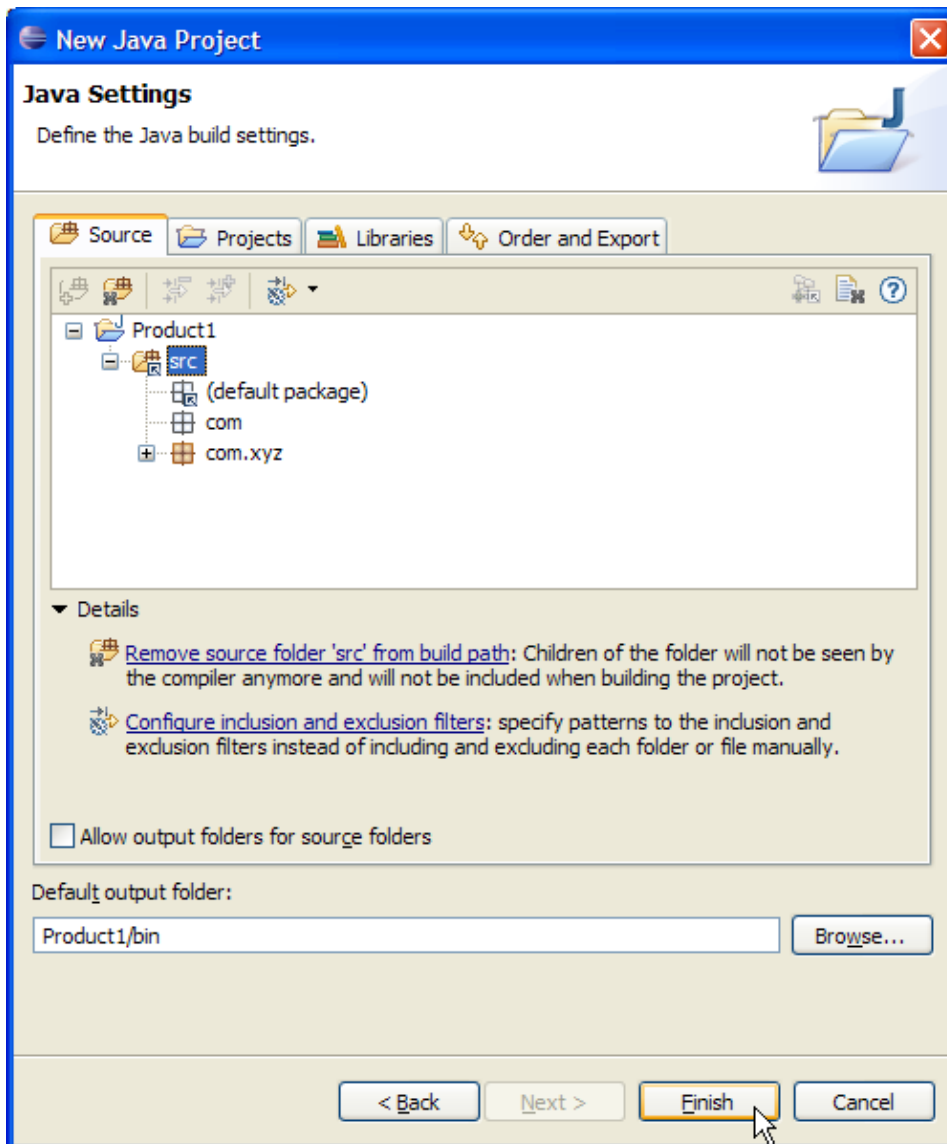 New Java Project
Java Settings
Define the Java build settings.
Source Projects Libraries Order and Export
Product1
src
(default package)
com
com.xyz
Details
Remove source folder 'src' from build path: Children of the folder will not be seen by
the compiler anymore and will not be included when building the project.
Configure inclusion and exclusion filters: specify patterns to the inclusion and
exclusion filters instead of including and excluding each folder or file manually.
Allow output folders for source folders
Default output folder:
Product1/bin Browse...
< Back Next > Finish Cancel